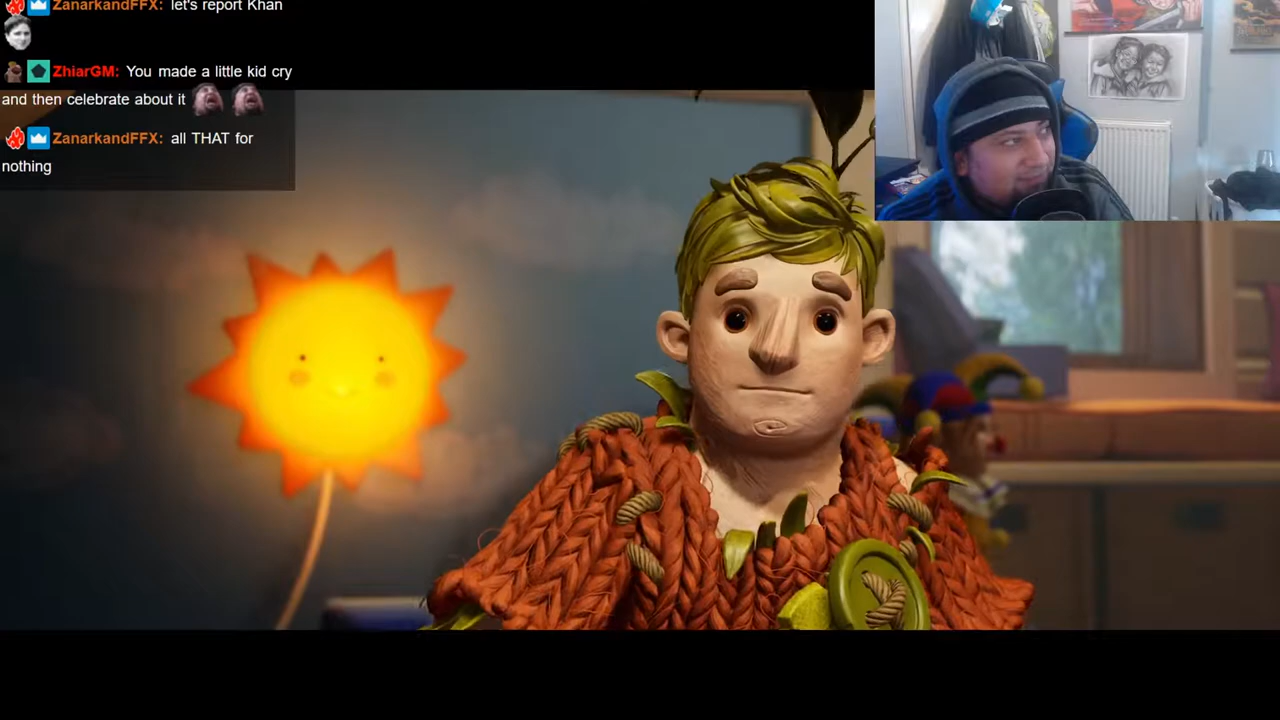 ZanarkandFFX: let's report Khan
ZhiarGM: You made a little kid cry
and then celebrate about it
ZanarkandFFX: all THAT for
nothing